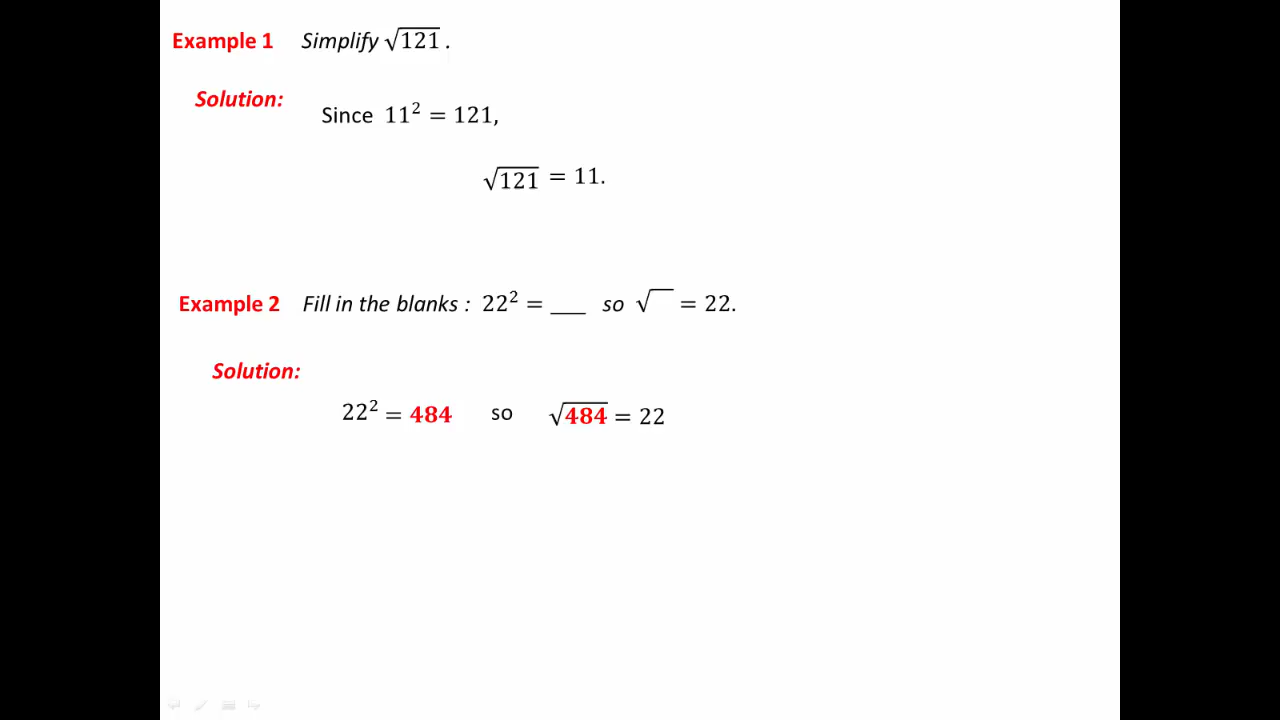 Example 1 Simplify √121 .
Solution:
Since 11² = 121,
√121 = 11.
Example 2 Fill in the blanks : 22² = ___ so √ = 22.
Solution:
22² = 484 so √484 = 22